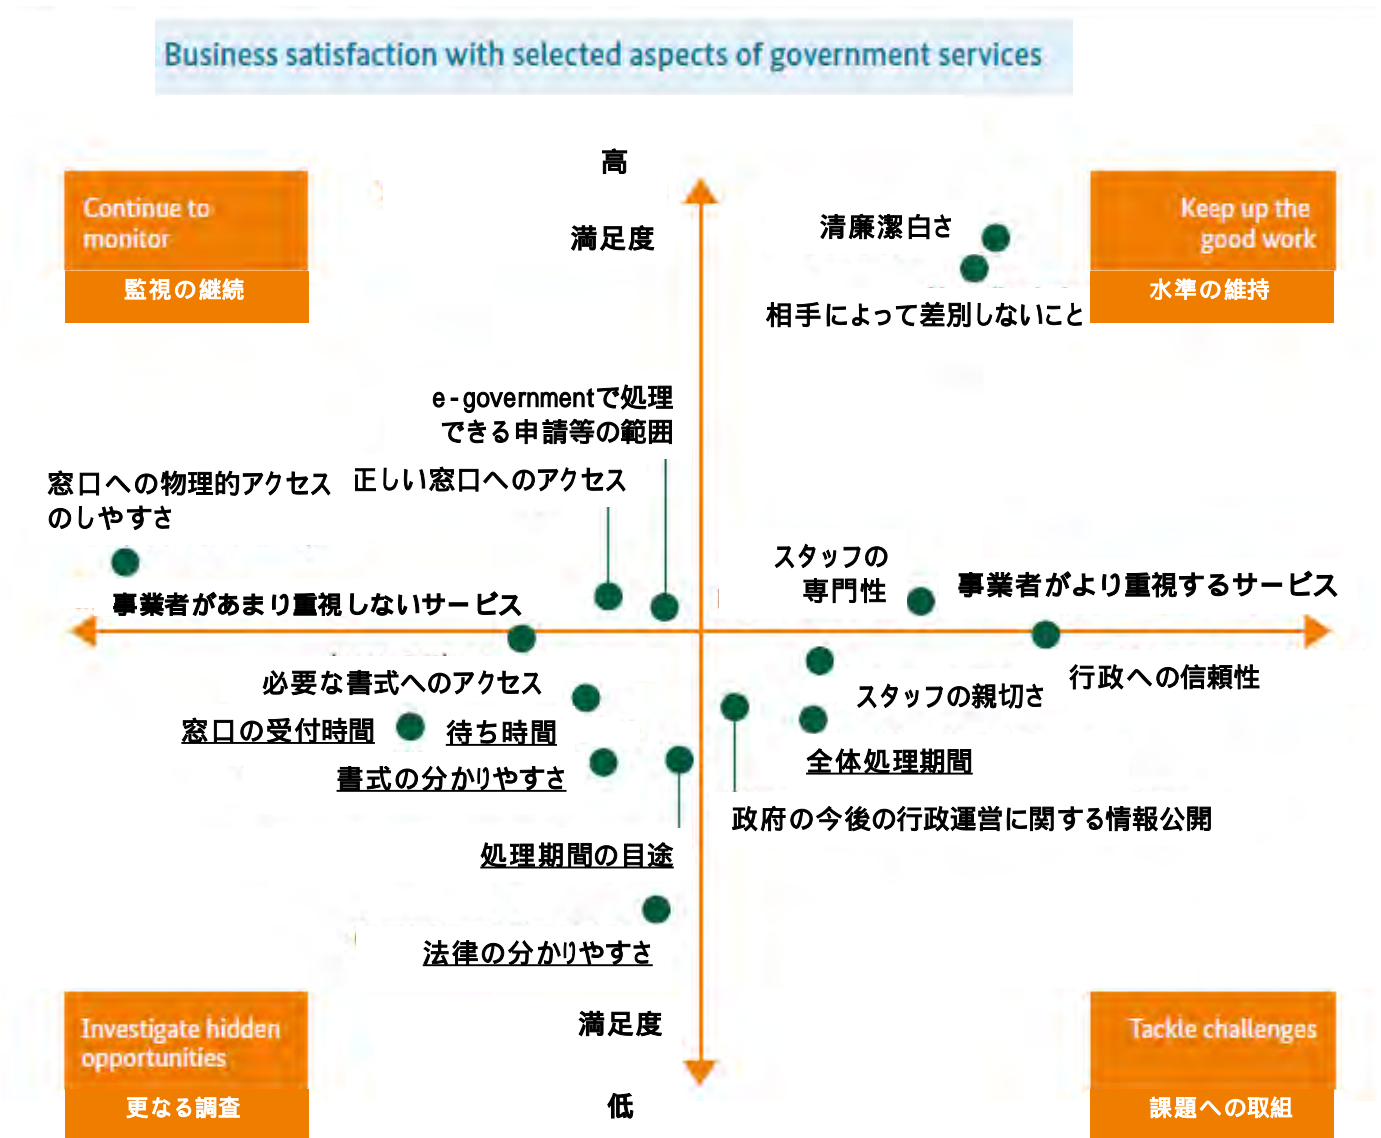 Business satisfaction with selected aspects of government services
高
満足度
Continue to
monitor
監視の継続
Keep up the
good work
水準の維持
清廉潔白さ
相手によって差別しないこと
e-governmentで処理
できる申請等の範囲
窓口への物理的アクセス
のしやすさ
正しい窓口へのアクセス
スタッフの
専門性
事業者がより重視するサービス
事業者があまり重視しないサービス
必要な書式へのアクセス
スタッフの親切さ
行政への信頼性
窓口の受付時間
待ち時間
書式の分かりやすさ
全体処理期間
政府の今後の行政運営に関する情報公開
処理期間の目途
法律の分かりやすさ
満足度
低
Investigate hidden
opportunities
更なる調査
Tackle challenges
課題への取組